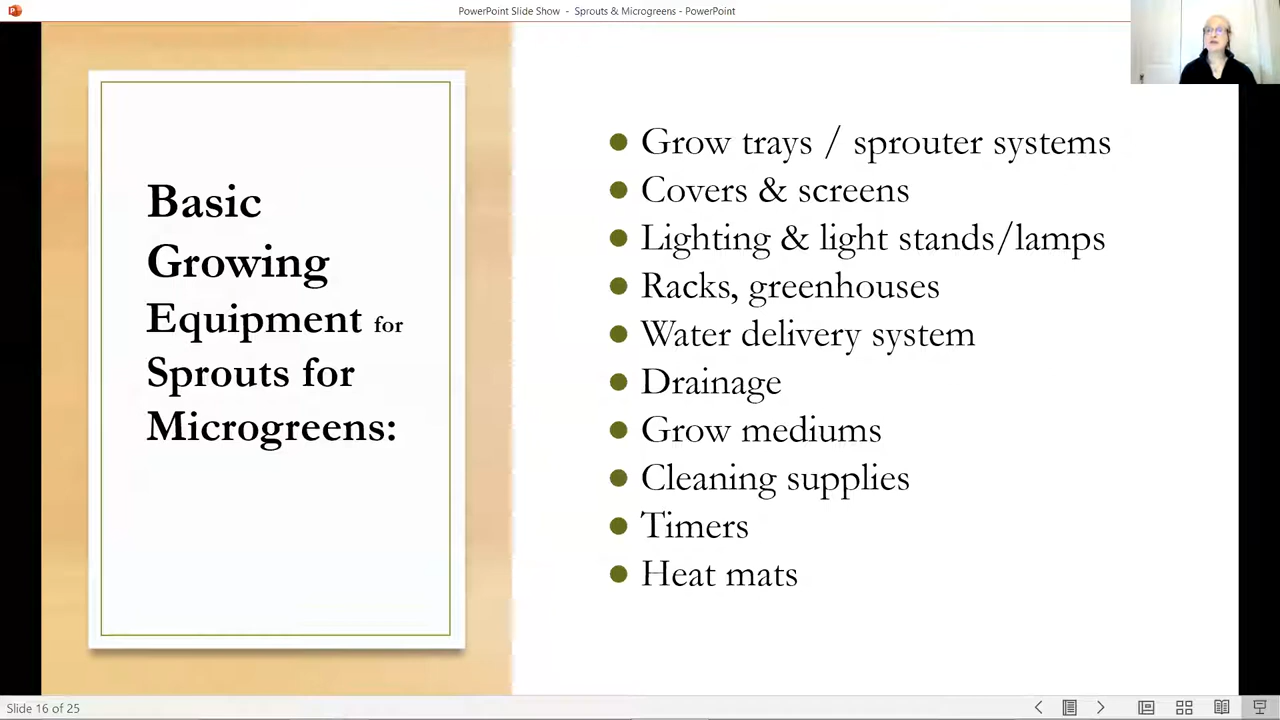 PowerPoint Slide Show - Sprouts & Microgreens - PowerPoint
Basic
Growing
Equipment for
Sprouts for
Microgreens:
Grow trays / sprouter systems
Covers & screens
Lighting & light stands/lamps
Racks, greenhouses
Water delivery system
Drainage
Grow mediums
Cleaning supplies
Timers
Heat mats
Slide 16 of 25